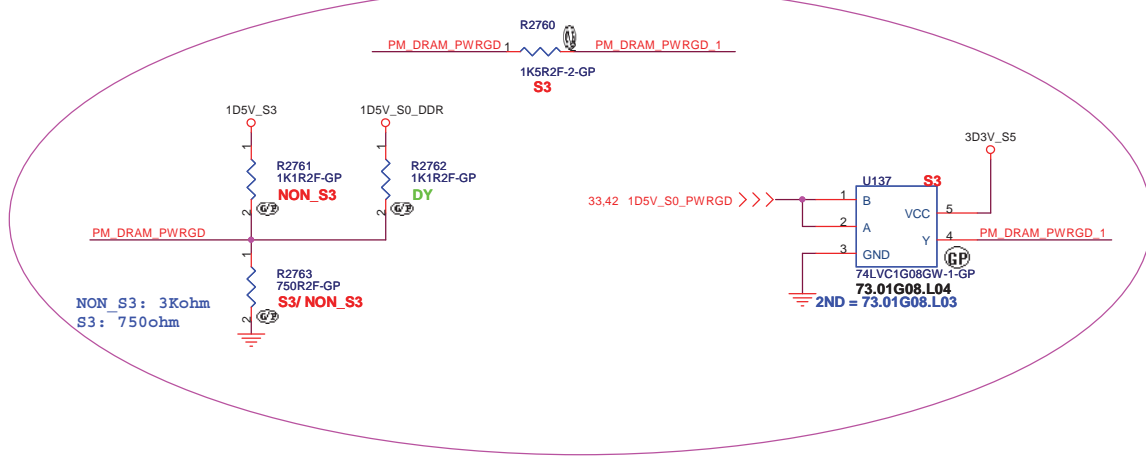 R2760
PM_DRAM_PWRGD 1 PM_DRAM_PWRGD_1
1K5R2F-2-GP
S3
1D5V_S3 1D5V_S0_DDR
1 1
R2761 R2762
1K1R2F-GP 1K1R2F-GP
NON_S3 DY
2 G/P 2 G/P
PM_DRAM_PWRGD
1
R2763
750R2F-GP
S3/ NON_S3
2 G/P
NON_S3: 3Kohm
S3: 750ohm
3D3V_S5
U137 S3
33,42 1D5V_S0_PWRGD 1 B
VCC 5
2 A
Y 4 PM_DRAM_PWRGD_1
3 GND
GP
74LVC1G08GW-1-GP
73.01G08.L04
2ND = 73.01G08.L03